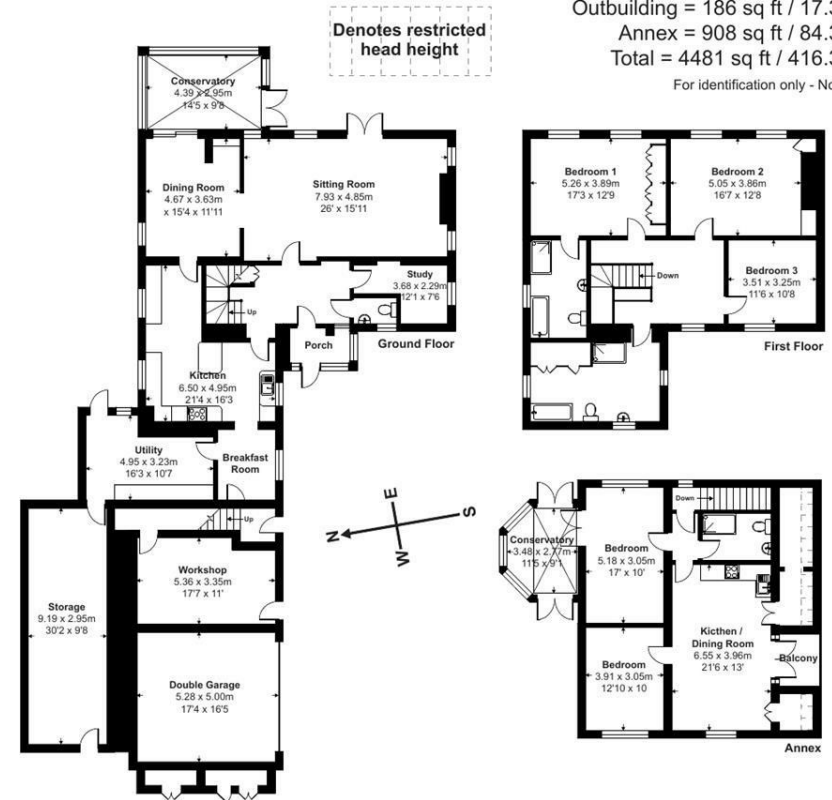 Outbuilding = 186 sq ft / 17.3
Annex = 908 sq ft / 84.3
Total = 4481 sq ft / 416.3
For identification only - No
Denotes restricted
head height
Conservatory
4.39 x 2.95m
14'5 x 9'8
Dining Room
4.67 x 3.63m
x 15'4 x 11'11
Sitting Room
7.93 x 4.85m
26' x 15'11
Study
3.68 x 2.29m
12'1 x 7'6
Up
Porch
Ground Floor
Kitchen
6.50 x 4.95m
21'4 x 16'3
Utility
4.95 x 3.23m
16'3 x 10'7
Breakfast
Room
Up
Workshop
5.36 x 3.35m
17'7 x 11'
Storage
9.19 x 2.95m
30'2 x 9'8
Double Garage
5.28 x 5.00m
17'4 x 16'5
N
E
S
W
Bedroom 1
5.26 x 3.89m
17'3 x 12'9
Bedroom 2
5.05 x 3.86m
16'7 x 12'8
Down
Bedroom 3
3.51 x 3.25m
11'6 x 10'8
First Floor
Down
Conservatory
3.48 x 2.77m
11'5 x 9'1
Bedroom
5.18 x 3.05m
17' x 10'
Kicthen /
Dining Room
6.55 x 3.96m
21'6 x 13'
Bedroom
3.91 x 3.05m
12'10 x 10
Balcony
Annex